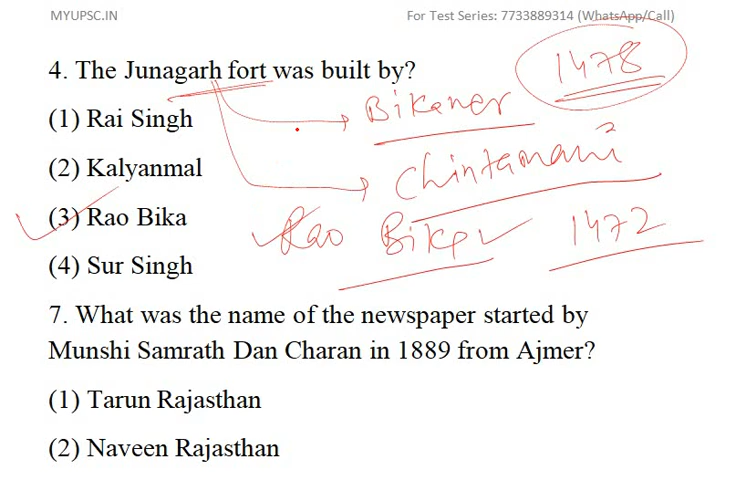 MYUPSC.IN For Test Series: 7733889314 (WhatsApp/Call)
4. The Junagarh fort was built by? 1478
(1) Rai Singh Bikaner
(2) Kalyanmal Chintamani
(3) Rao Bika Rao Bika 1472
(4) Sur Singh
7. What was the name of the newspaper started by
Munshi Samrath Dan Charan in 1889 from Ajmer?
(1) Tarun Rajasthan
(2) Naveen Rajasthan